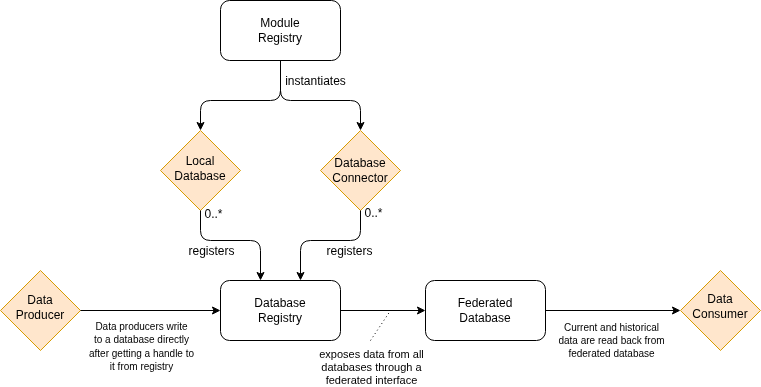 Module
Registry
instantiates
Local
Database
Database
Connector
0..*
0..*
registers
registers
Data
Producer
Database
Registry
Federated
Database
Data
Consumer
Data producers write
to a database directly
after getting a handle to
it from registry
exposes data from all
databases through a
federated interface
Current and historical
data are read back from
federated database